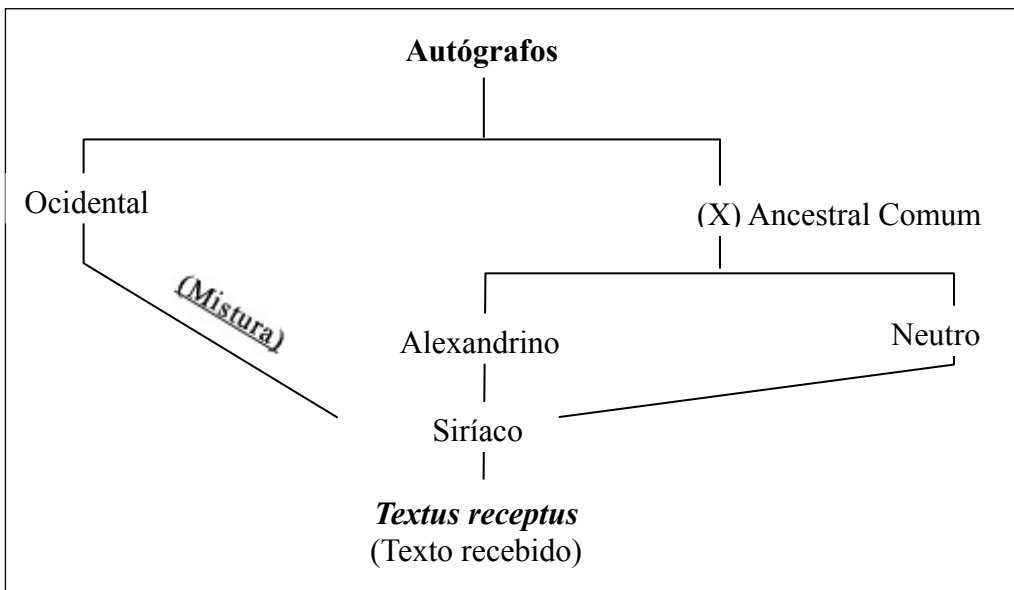 Autógrafos
Ocidental
(X) Ancestral Comum
(Mistura)
Alexandrino
Neutro
Siríaco
Textus receptus
(Texto recebido)